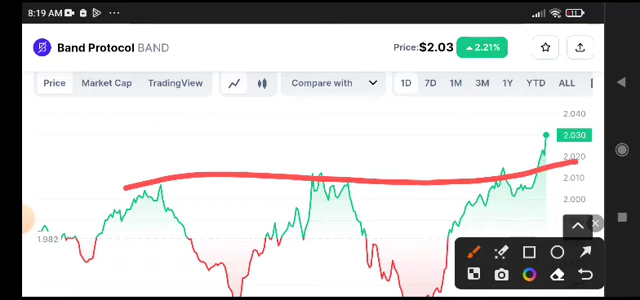 8:19 AM
11
Band Protocol BAND
Price: $2.03 2.21%
Price Market Cap TradingView Compare with 1D 7D 1M 3M 1Y YTD ALL
2.040
2.030
2.020
2.010
2.000
1.982